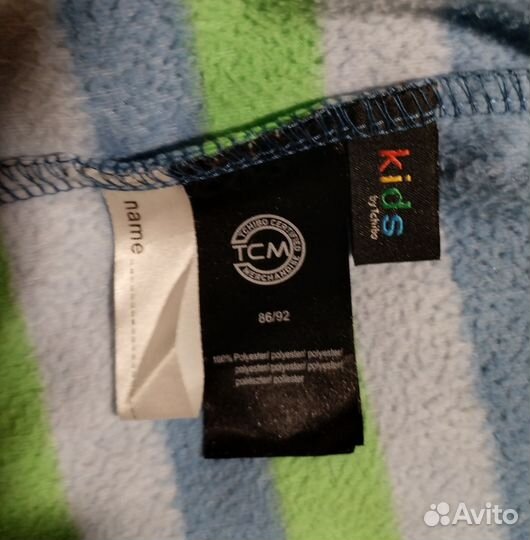 name
TCHIBO CERTIFIED
TCM
MERCHANDISE
86/92
100% Polyester/ polyester/ polyester/
polyester/ polyester/ polyester/
poliészter/ poliester
kids
by Tchibo
Avito